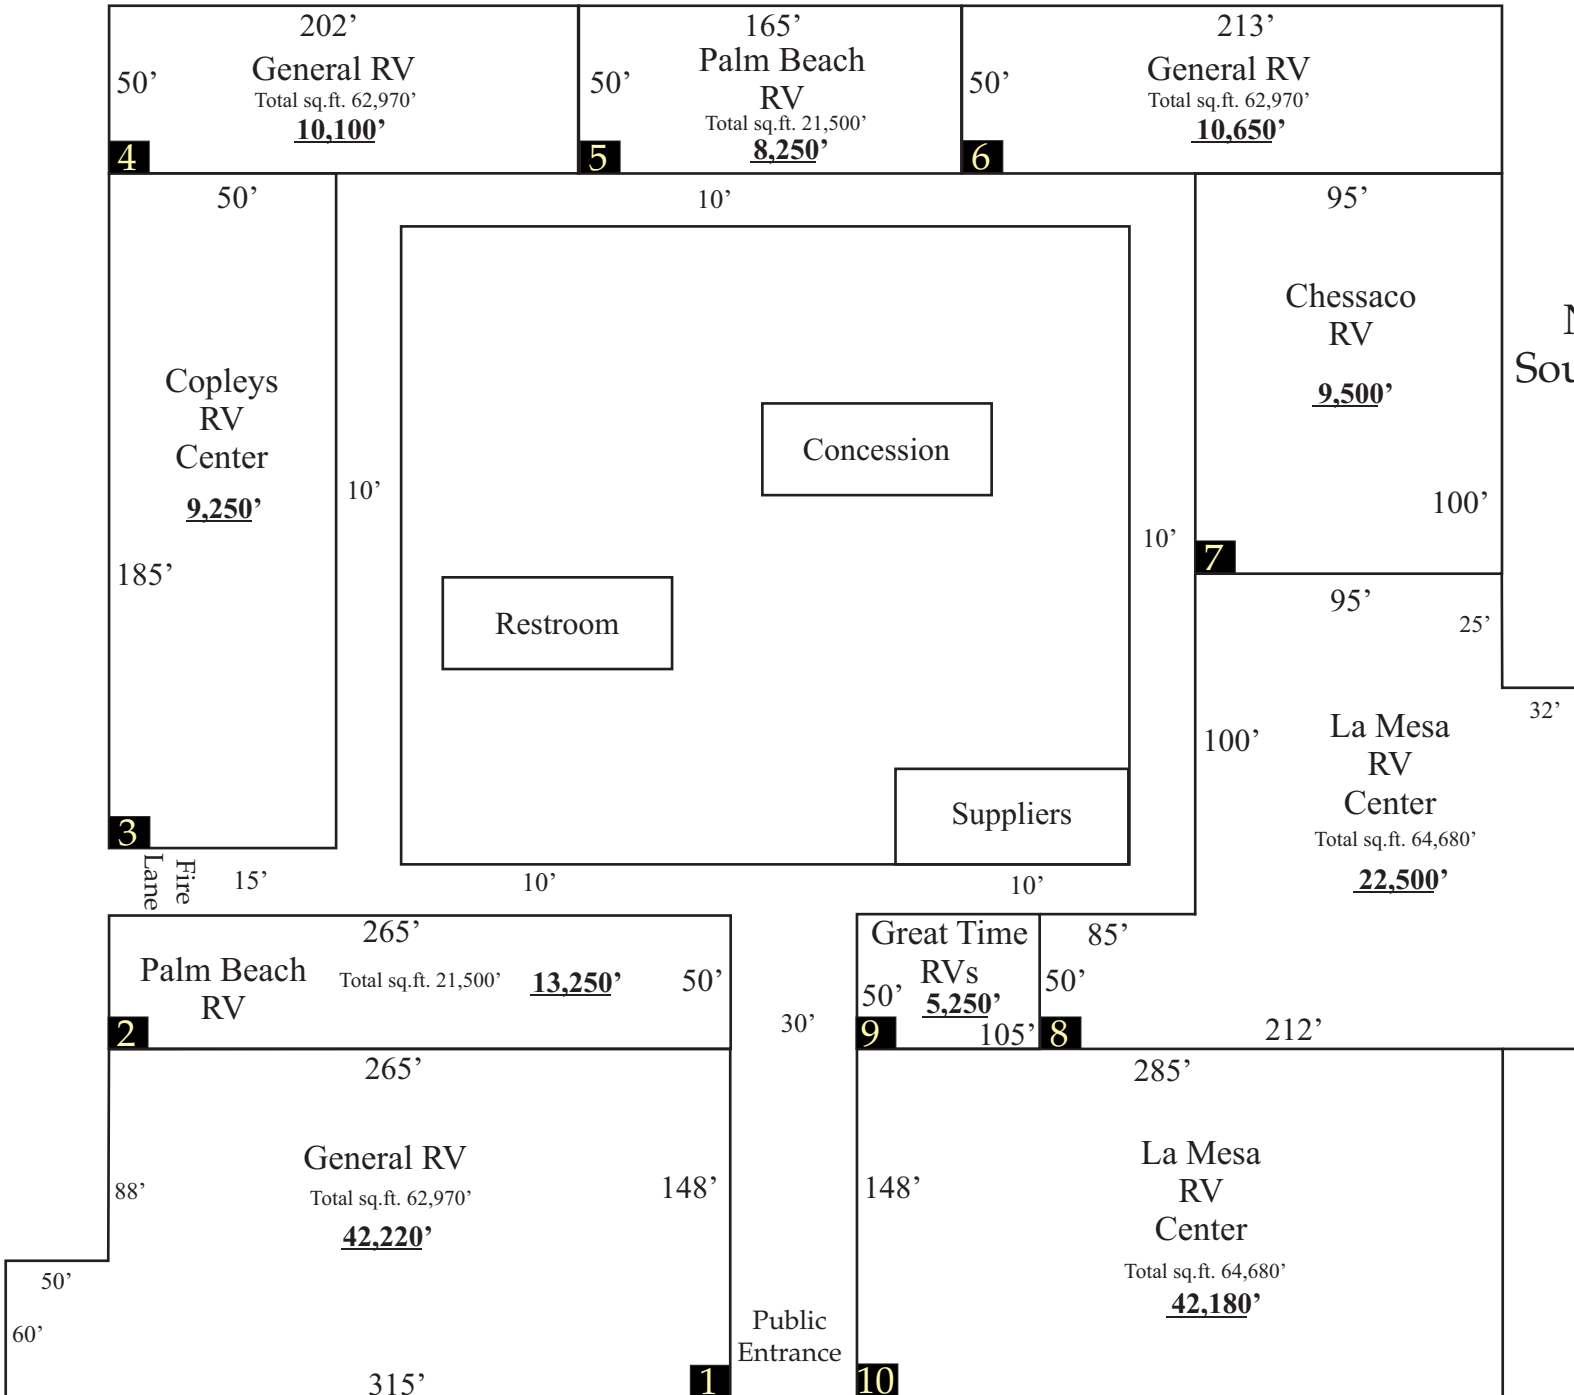 202’
50’
General RV
Total sq.ft. 62,970’
10,100’
4
165’
50’
Palm Beach
RV
Total sq.ft. 21,500’
8,250’
5
213’
50’
General RV
Total sq.ft. 62,970’
10,650’
6
50’
Copleys
RV
Center
9,250’
185’
3
10’
10’
10’
Concession
Restroom
Suppliers
95’
Chessaco
RV
9,500’
100’
7
N
Sou
95’
25’
32’
100’
La Mesa
RV
Center
Total sq.ft. 64,680’
22,500’
85’
50’
212’
8
Fire
Lane
15’
10’
10’
265’
Palm Beach
RV
Total sq.ft. 21,500’
13,250’
50’
2
30’
Great Time
RVs
50’
5,250’
105’
9
265’
General RV
Total sq.ft. 62,970’
42,220’
88’
148’
50’
60’
315’
1
Public
Entrance
285’
148’
La Mesa
RV
Center
Total sq.ft. 64,680’
42,180’
10